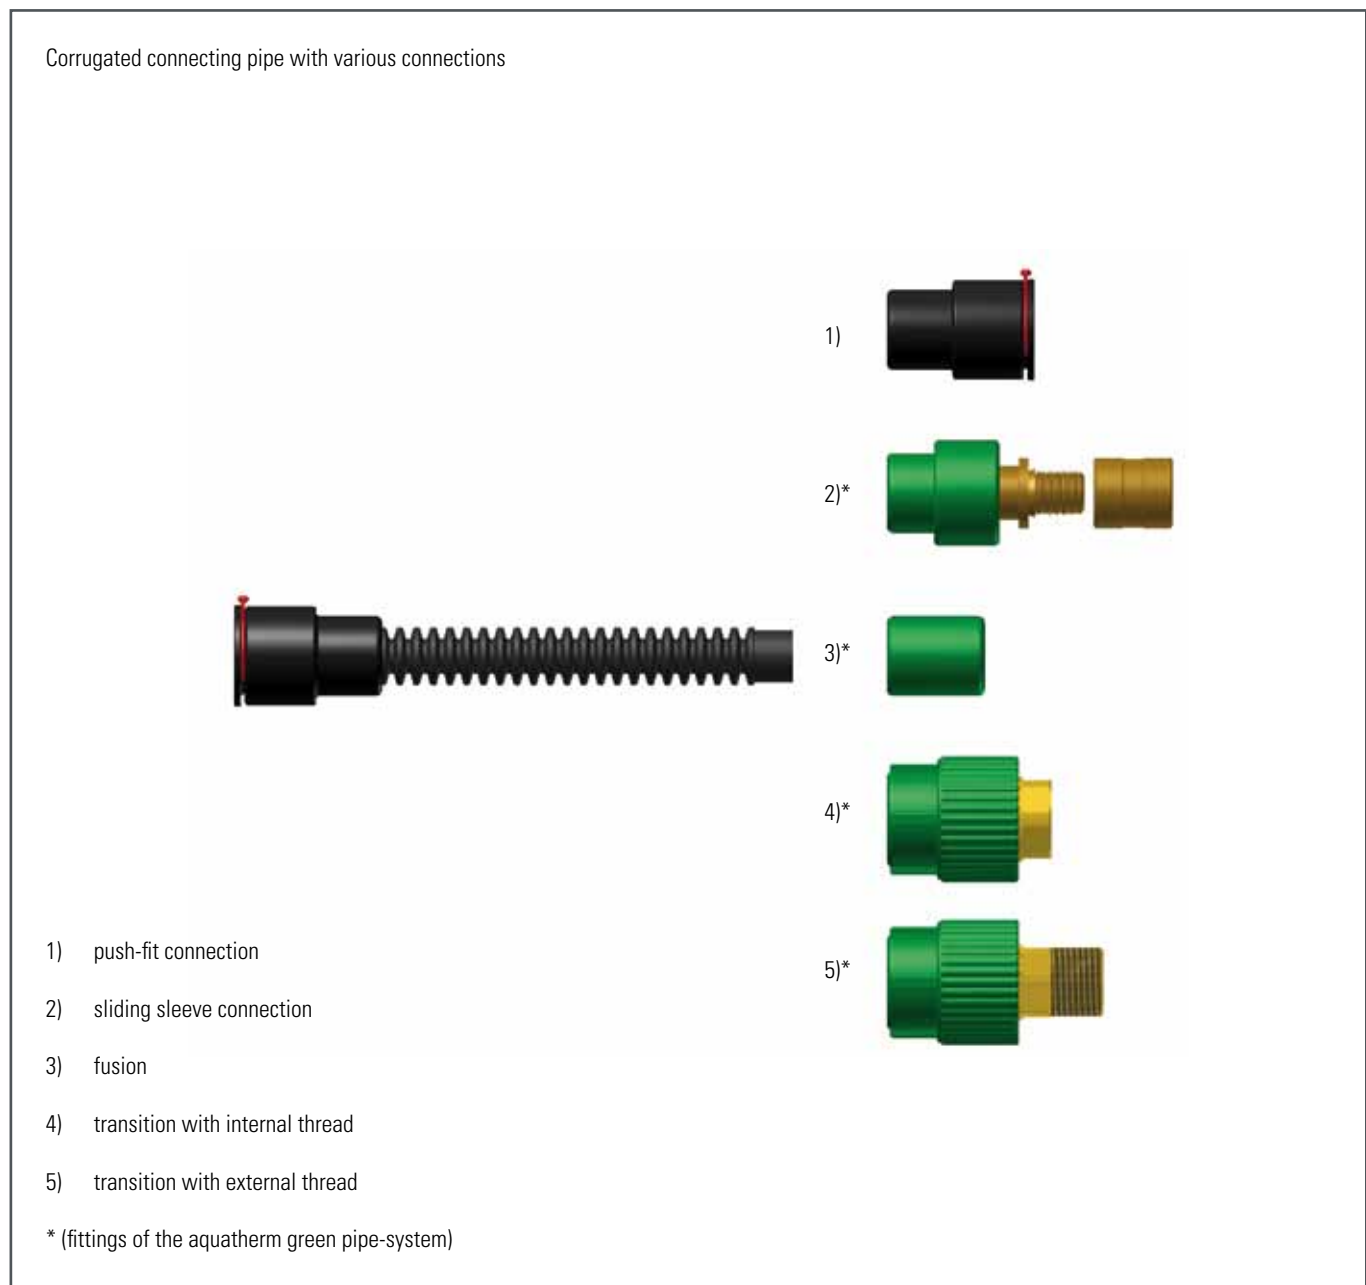 Corrugated connecting pipe with various connections
1)
2)*
3)*
4)*
5)*
1) push-fit connection
2) sliding sleeve connection
3) fusion
4) transition with internal thread
5) transition with external thread
* (fittings of the aquatherm green pipe-system)